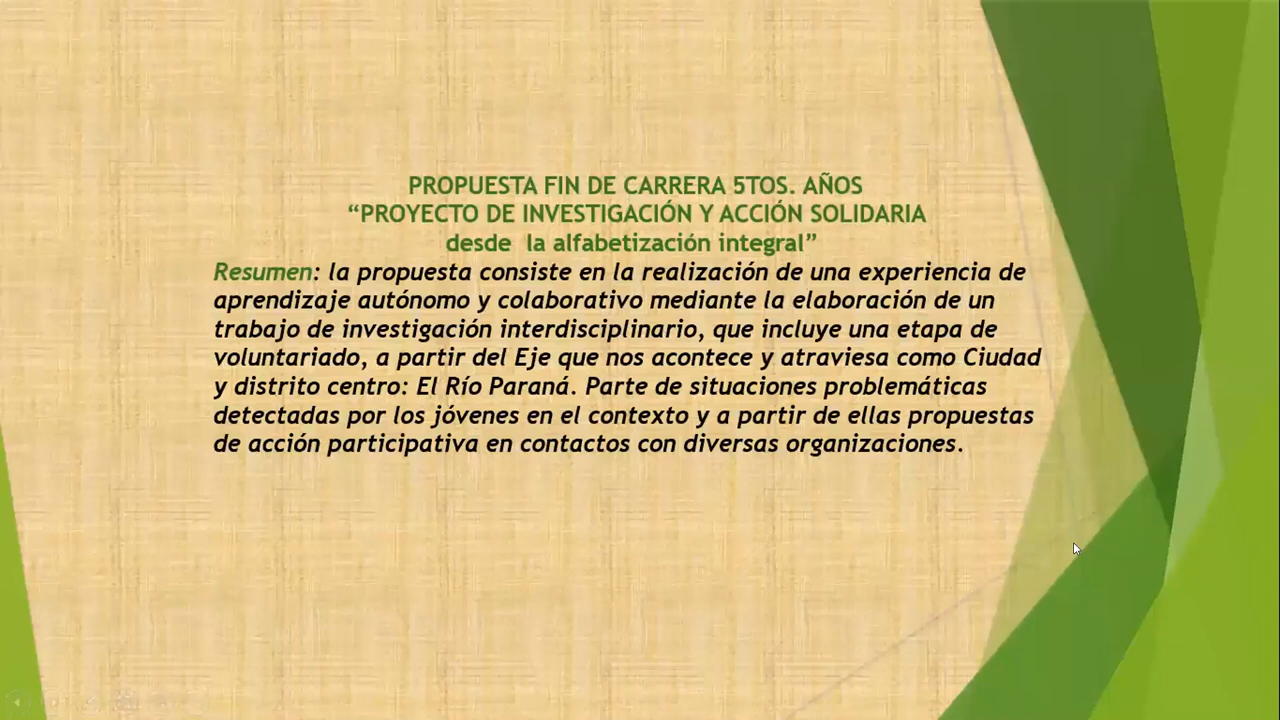 PROPUESTA FIN DE CARRERA 5TOS. AÑOS
“PROYECTO DE INVESTIGACIÓN Y ACCIÓN SOLIDARIA
desde la alfabetización integral”
Resumen: la propuesta consiste en la realización de una experiencia de
aprendizaje autónomo y colaborativo mediante la elaboración de un
trabajo de investigación interdisciplinario, que incluye una etapa de
voluntariado, a partir del Eje que nos acontece y atraviesa como Ciudad
y distrito centro: El Río Paraná. Parte de situaciones problemáticas
detectadas por los jóvenes en el contexto y a partir de ellas propuestas
de acción participativa en contactos con diversas organizaciones.